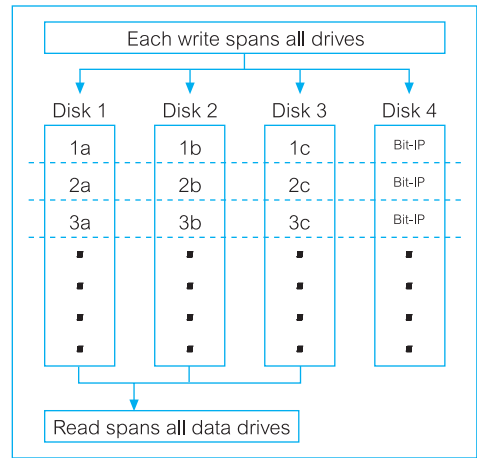 Each write spans all drives
Disk 1 Disk 2 Disk 3 Disk 4
1a 1b 1c Bit-IP
2a 2b 2c Bit-IP
3a 3b 3c Bit-IP
Read spans all data drives